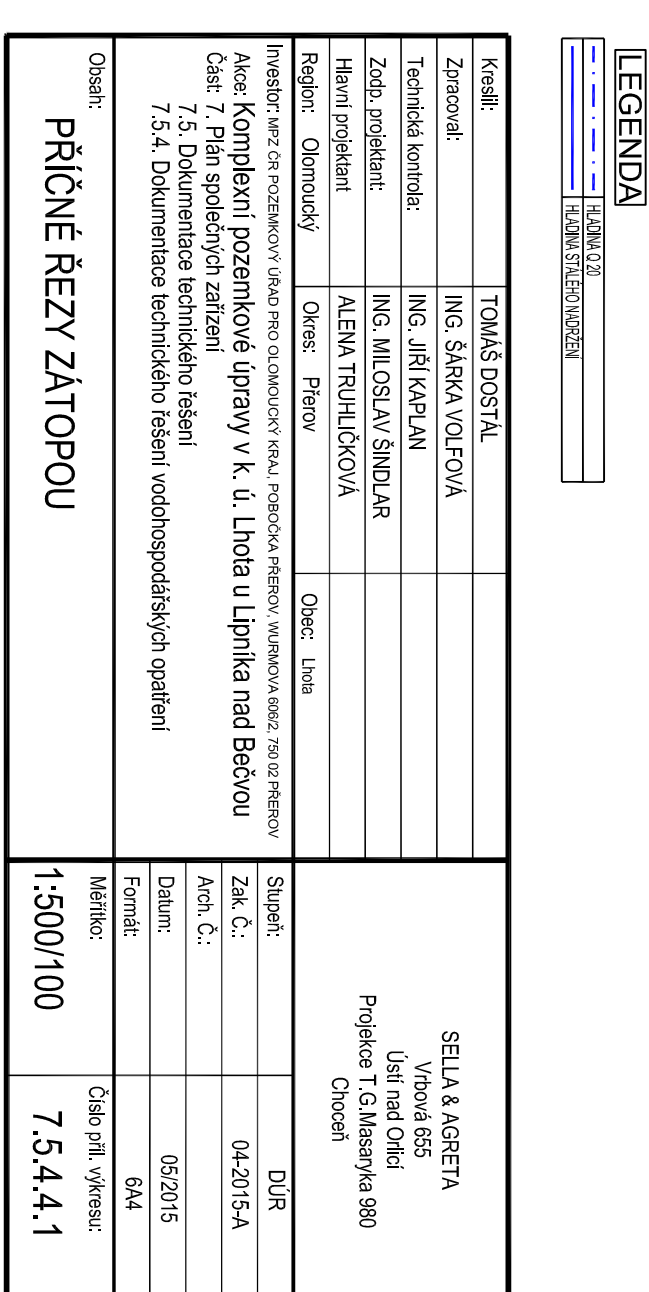 LEGENDA
HLADINA Q 20
HLADINA STÁLÉHO NADRŽENÍ
Kreslil: TOMÁŠ DOSTÁL
Zpracoval: ING. ŠÁRKA VOLFOVÁ
Technická kontrola: ING. JIŘÍ KAPLAN
Zodp. projektant: ING. MILOSLAV ŠINDLAR
Hlavní projektant ALENA TRUHLIČKOVÁ
SELLA & AGRETA
Vrbová 655
Ústí nad Orlicí
Projekce T.G.Masaryka 980
Choceň
Region: Olomoucký Okres: Přerov Obec: Lhota
Investor: MPZ ČR POZEMKOVÝ ÚŘAD PRO OLOMOUCKÝ KRAJ, POBOČKA PŘEROV, WURMOVA 606/2, 750 02 PŘEROV
Akce: Komplexní pozemkové úpravy v k. ú. Lhota u Lipníka nad Bečvou
Část: 7. Plán společných zařízení
7.5. Dokumentace technického řešení
7.5.4. Dokumentace technického řešení vodohospodářských opatření
Stupeň: DÚR
Zak. Č.: 04-2015-A
Arch. Č.:
Datum: 05/2015
Formát: 6A4
Obsah:
PŘÍČNÉ ŘEZY ZÁTOPOU
Měřítko:
1:500/100
Číslo příl. výkresu:
7.5.4.4.1